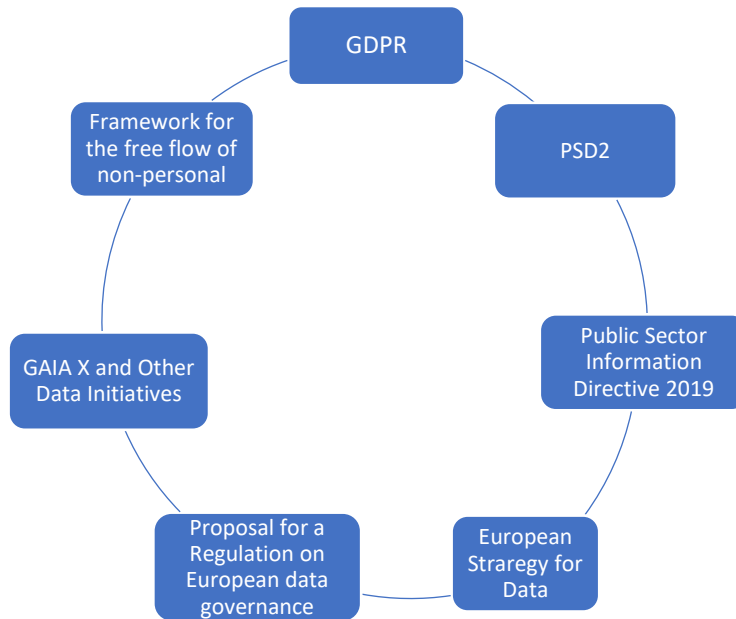 GDPR
PSD2
Public Sector
Information
Directive 2019
European
Straregy for
Data
Proposal for a
Regulation on
European data
governance
GAIA X and Other
Data Initiatives
Framework for
the free flow of
non-personal